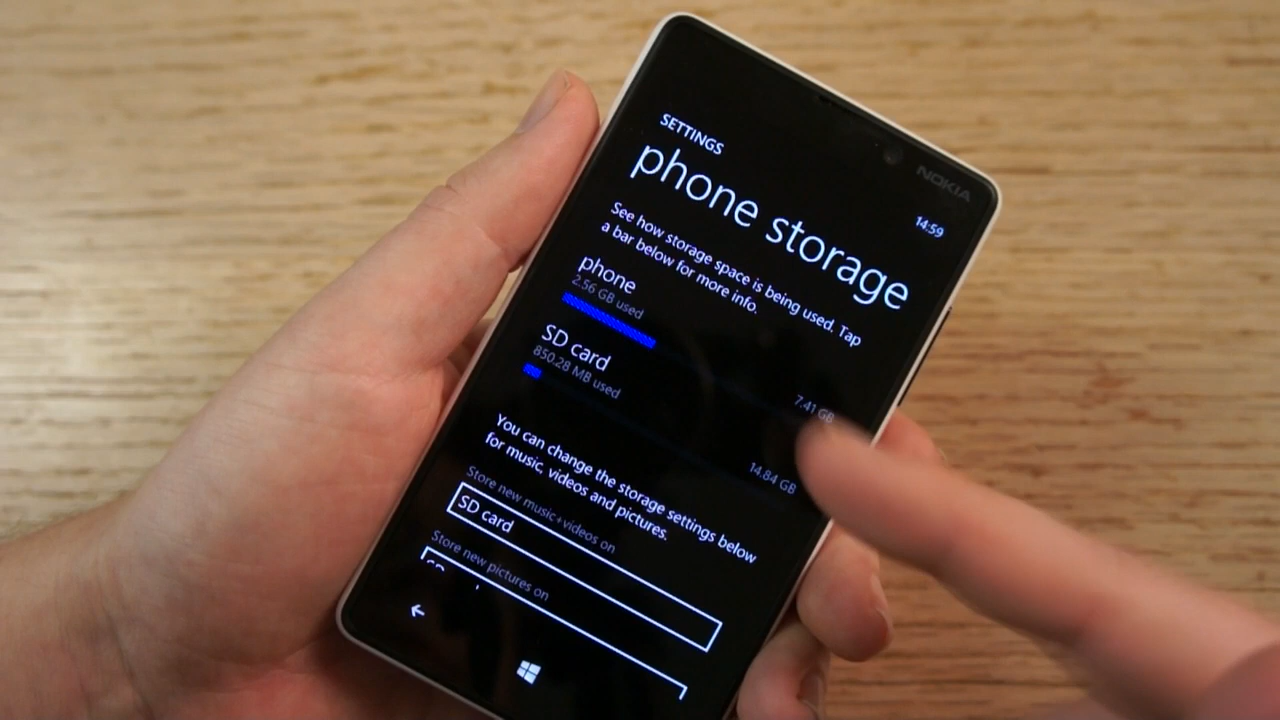 NOKIA
14:59
SETTINGS
phone storage
See how storage space is being used. Tap
a bar below for more info.
phone
2.56 GB used
7.41 GB
SD card
850.28 MB used
14.84 GB
You can change the storage settings below
for music, videos and pictures.
Store new music+videos on
SD card
Store new pictures on